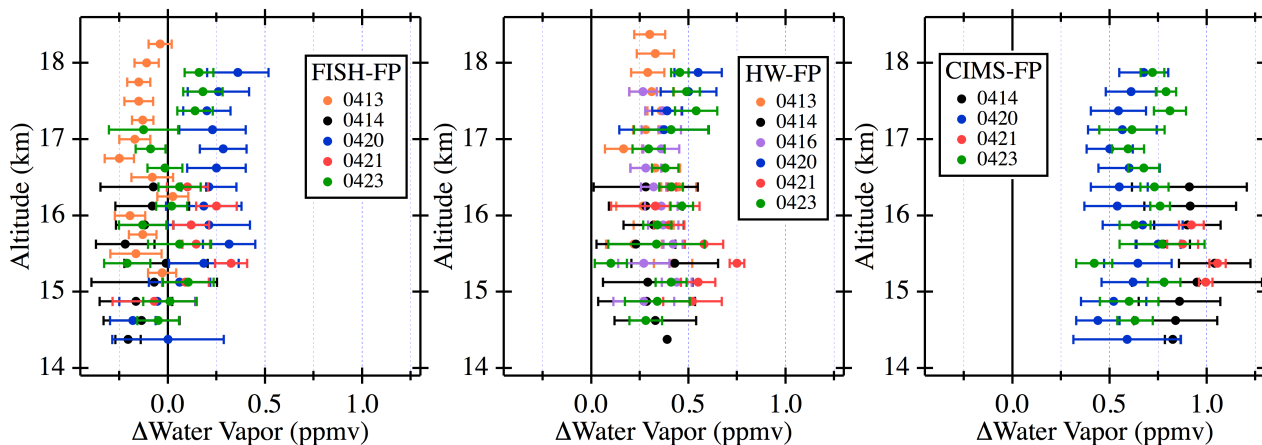 18
17
16
15
14
Altitude (km)
0.0 0.5 1.0
ΔWater Vapor (ppmv)
FISH-FP
0413
0414
0420
0421
0423
18
17
16
15
14
Altitude (km)
0.0 0.5 1.0
ΔWater Vapor (ppmv)
HW-FP
0413
0414
0416
0420
0421
0423
18
17
16
15
14
Altitude (km)
0.0 0.5 1.0
ΔWater Vapor (ppmv)
CIMS-FP
0414
0420
0421
0423